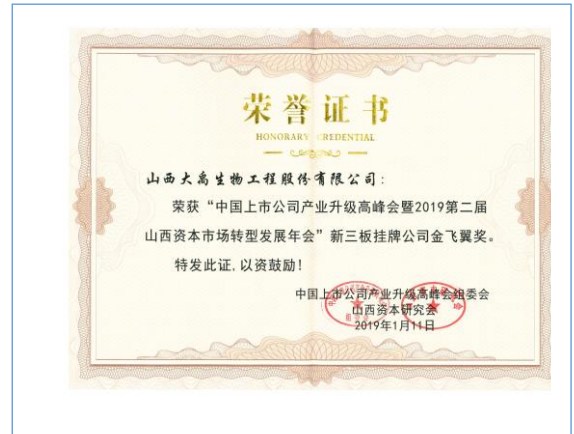 荣誉证书
HONORARY CREDENTIAL
山西大禹生物工程股份有限公司：
荣获“中国上市公司产业升级高峰会暨2019第二届
山西资本市场转型发展年会”新三板挂牌公司金飞翼奖。
特发此证，以资鼓励！
中国上市公司产业升级高峰会组委会
山西资本研究会
2019年1月11日